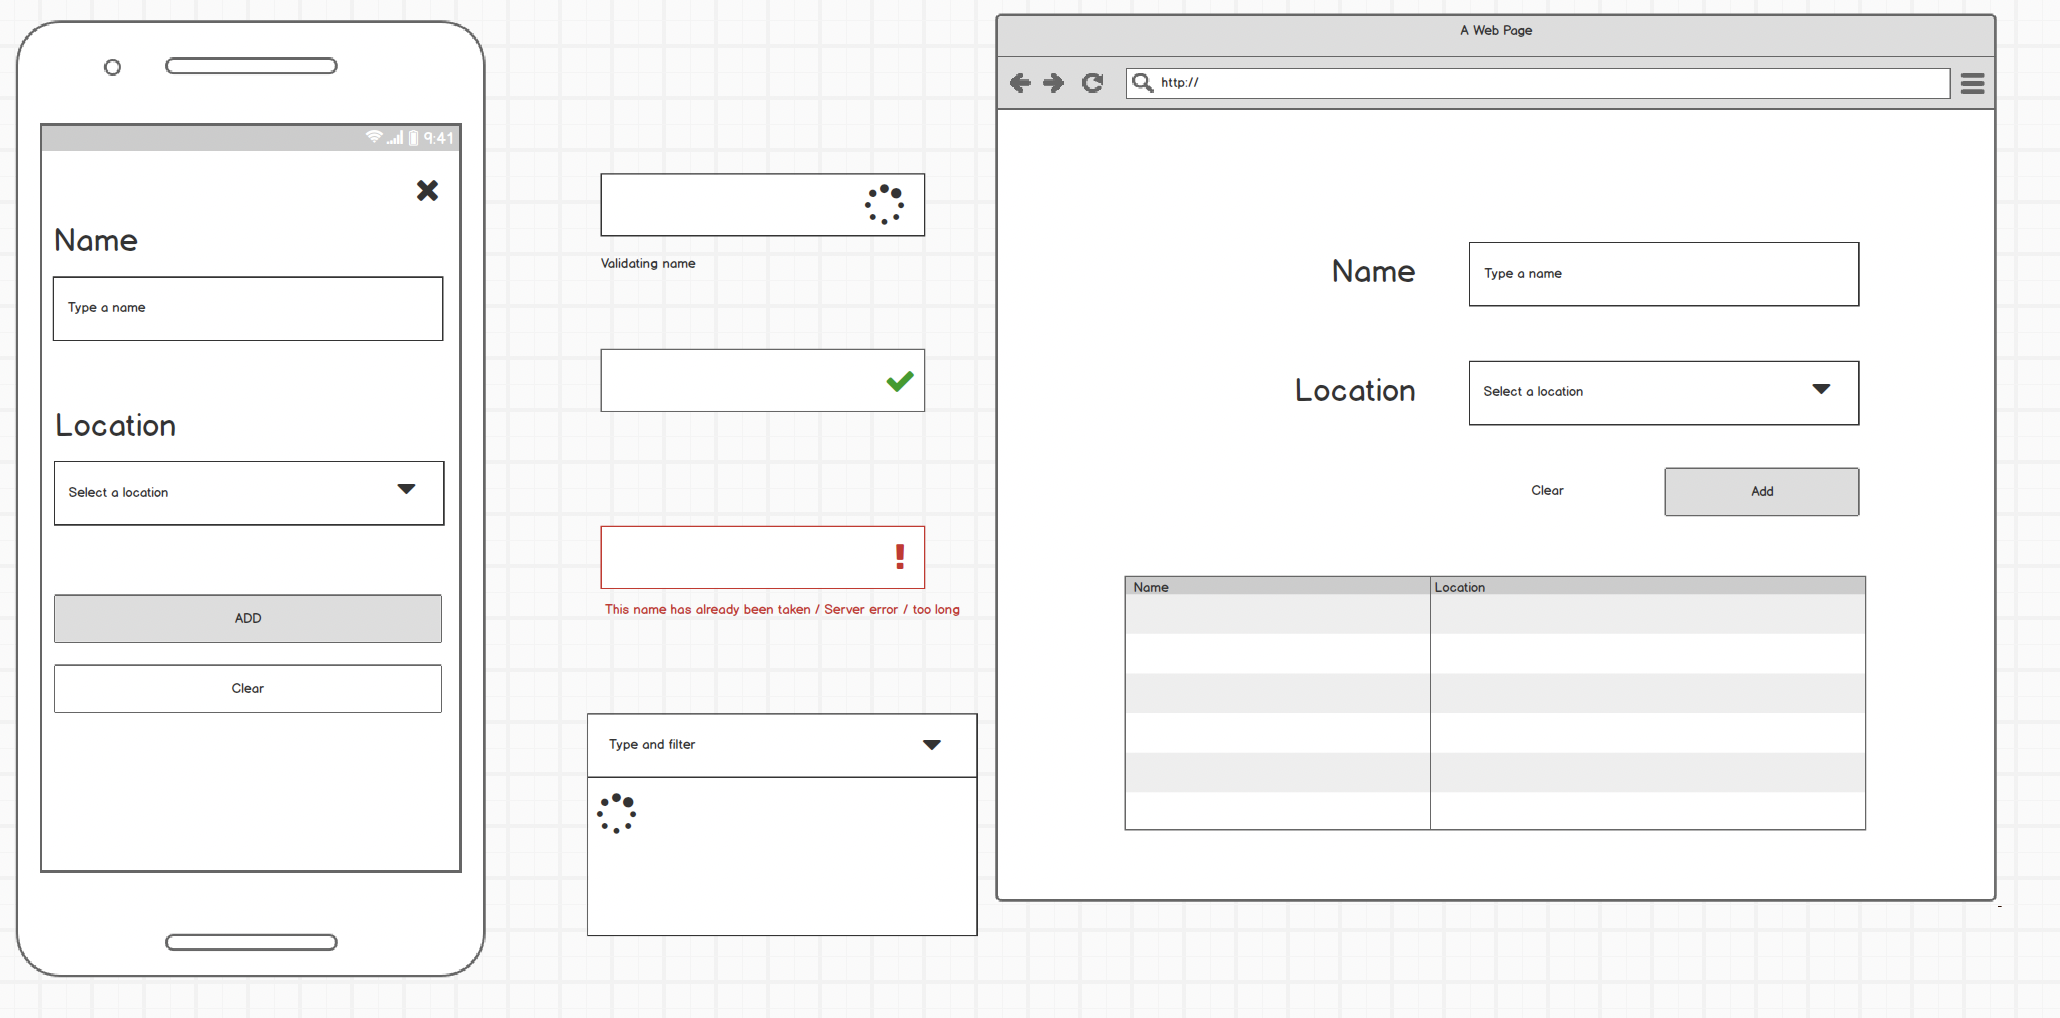 9:41
Name
Type a name
Location
Select a location
ADD
Clear
Validating name
This name has already been taken / Server error / too long
Type and filter
A Web Page
http://
Name
Type a name
Location
Select a location
Clear
Add
Name
Location